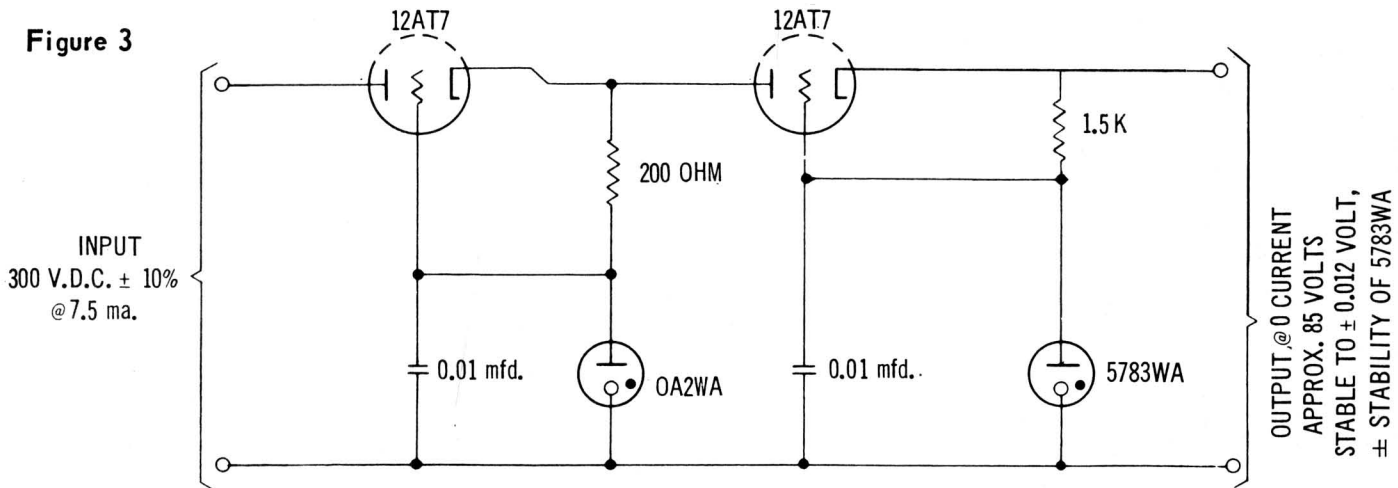 Figure 3
12AT7
12AT7
200 OHM
1.5 K
INPUT
300 V.D.C. ± 10%
@ 7.5 ma.
0.01 mfd.
OA2WA
0.01 mfd.
5783WA
OUTPUT,@ 0 CURRENT
APPROX. 85 VOLTS
STABLE TO ± 0.012 VOLT,
± STABILITY OF 5783WA